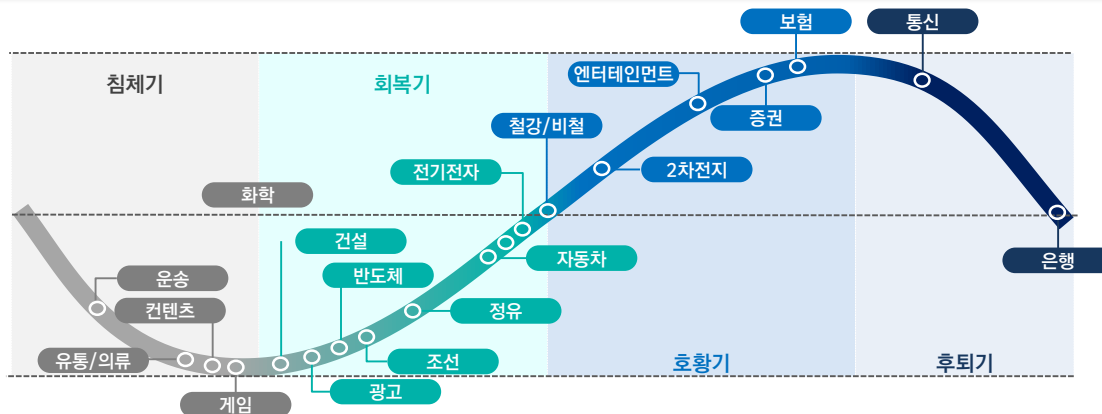 보험
통신
침체기
회복기
엔터테인먼트
증권
철강/비철
전기전자
2차전지
화학
건설
자동차
은행
운송
반도체
컨텐츠
정유
유통/의류
조선
호황기
후퇴기
광고
게임